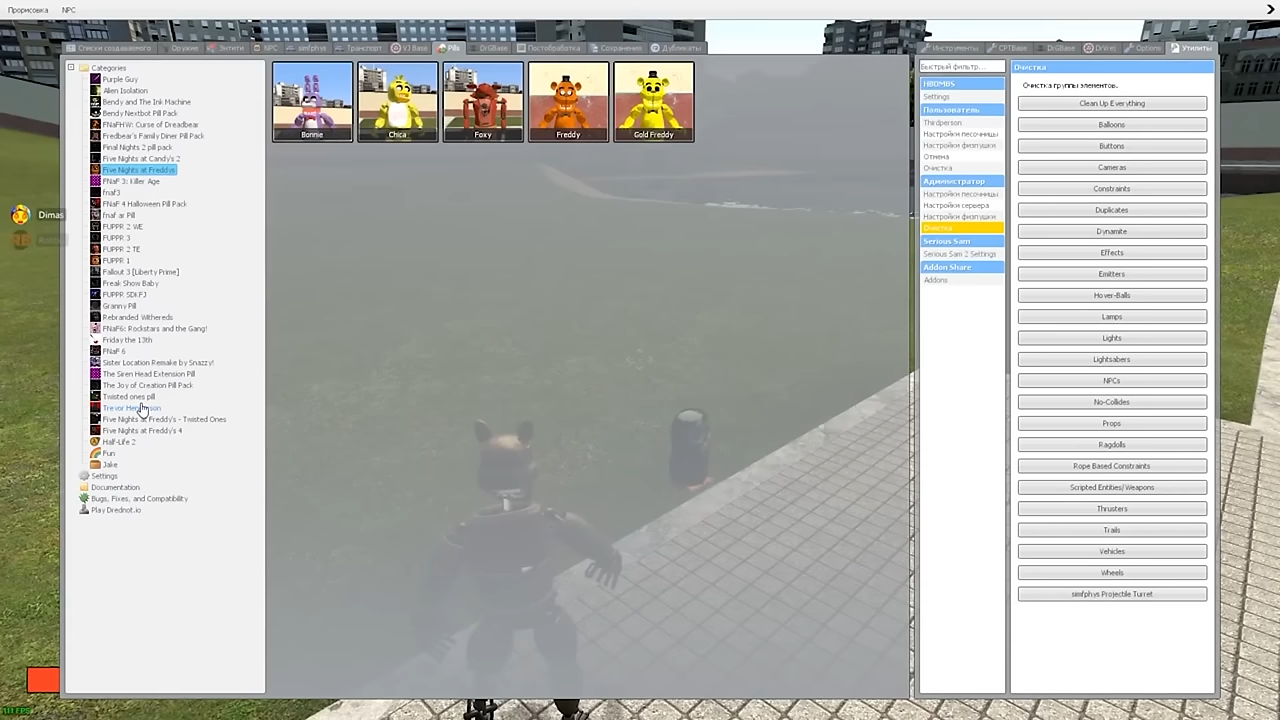 Прорисовка NPC
Списки создаваемого Оружие Энтити NPC simfphys Транспорт VJ Base Pills DrGBase Постобработка Сохранения Дубликаты
Инструменты CPTBase DrGBase DrVrej Options Утилиты
Categories
Purple Guy
Alien Isolation
Bendy and The Ink Machine
Bendy Nextbot Pill Pack
FNaFHW: Curse of Dreadbear
Fredbear's Family Diner Pill Pack
Final Nights 2 pill pack
Five Nights at Candy's 2
Five Nights at Freddys
FNaF 3: Killer Age
fnaf3
FNaF 4 Halloween Pill Pack
fnaf ar Pill
FUPPR 2 WE
FUPPR 3
FUPPR 2 TE
FUPPR 1
Fallout 3 [Liberty Prime]
Freak Show Baby
FUPPR SDl.FJ
Granny Pill
Rebranded Withereds
FNaF6: Rockstars and the Gang!
Friday the 13th
FNaF 6
Sister Location Remake by Snazzy!
The Siren Head Extension Pill
The Joy of Creation Pill Pack
Twisted ones pill
Trevor Henderson
Five Nights at Freddy's - Twisted Ones
Five Nights at Freddy's 4
Half-Life 2
Fun
Jake
Settings
Documentation
Bugs, Fixes, and Compatibility
Play Drednot.io
Bonnie
Chica
Foxy
Freddy
Gold Freddy
Dimas
111 FPS
Быстрый фильтр...
HBOMBS
Settings
Пользователь
Thirdperson
Настройки песочницы
Настройки физпушки
Отмена
Очистка
Администратор
Настройки песочницы
Настройки сервера
Настройки физпушки
Очистка
Serious Sam
Serious Sam 2 Settings
Addon Share
Addons
Очистка
Очистка группы элементов.
Clean Up Everything
Balloons
Buttons
Cameras
Constraints
Duplicates
Dynamite
Effects
Emitters
Hover-Balls
Lamps
Lights
Lightsabers
NPCs
No-Collides
Props
Ragdolls
Rope Based Constraints
Scripted Entities/Weapons
Thrusters
Trails
Vehicles
Wheels
simfphys Projectile Turret